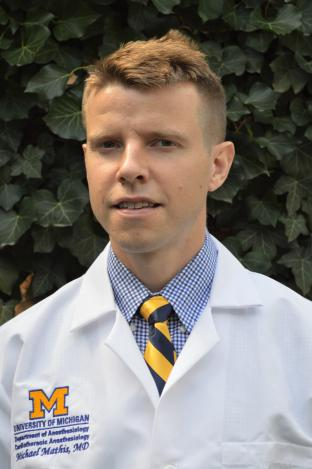 M
UNIVERSITY OF MICHIGAN
Department of Anesthesiology
Cardiothoracic Anesthesiology
Michael Mathis, MD